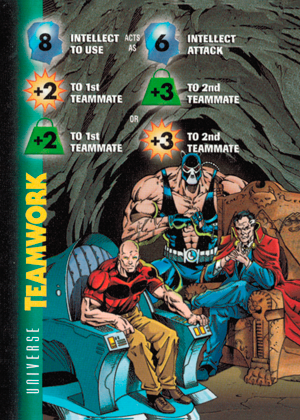 8 INTELLECT TO USE
ACTS AS
6 INTELLECT ATTACK
+2 TO 1st TEAMMATE
+3 TO 2nd TEAMMATE
OR
+2 TO 1st TEAMMATE
+3 TO 2nd TEAMMATE
UNIVERSE TEAMWORK